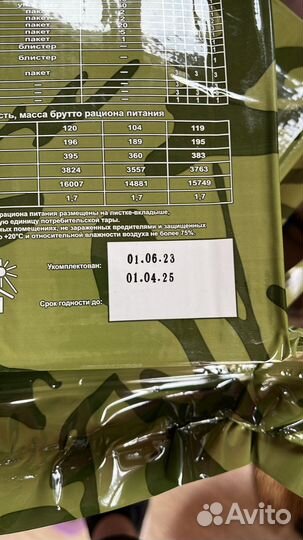 пакет
пакет
пакет
пакет
блистер —
блистер —
пакет — 3 3 3
—
сть, масса брутто рациона питания
120 104 119
196 189 195
395 360 383
3824 3557 3763
16007 14881 15749
1,7 1,7 1,7
рациона питания размещены на листке-вкладыше,
ую единицу потребительской тары.
ых помещениях, не зараженных вредителями и защищенных
+20°C и относительной влажности воздуха не более 75%.
Укомплектован: 01.06.23
01.04.25
Срок годности до:
Avito